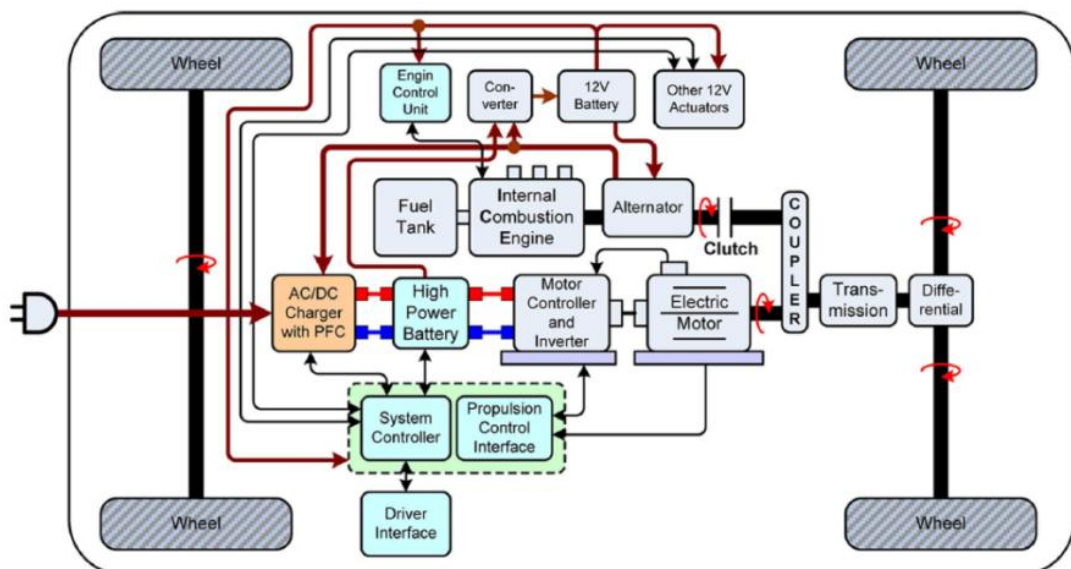 Wheel
Wheel
Engin
Control
Unit
Con-
verter
12V
Battery
Other 12V
Actuators
Fuel
Tank
Internal
Combustion
Engine
Alternator
Clutch
COUPLER
AC/DC
Charger
with PFC
High
Power
Battery
Motor
Controller
and
Inverter
Electric
Motor
Trans-
mission
Diffe-
rential
System
Controller
Propulsion
Control
Interface
Driver
Interface
Wheel
Wheel